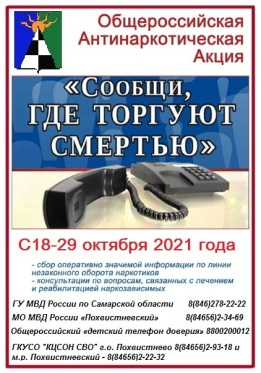 Общероссийская
Антинаркотическая
Акция
«Сообщи,
ГДЕ ТОРГУЮТ
СМЕРТЬЮ»
С18-29 октября 2021 года
- сбор оперативно значимой информации по линии
незаконного оборота наркотиков
- консультации по вопросам, связанных с лечением
и реабилитацией наркозависимых
ГУ МВД России по Самарской области 8(846)278-22-22
МО МВД России «Похвистневский» 8(84656)2-34-69
Общероссийский «детский телефон доверия» 8800200012
ГКУСО "КЦСОН СВО" г.о. Похвистнево 8(84656)2-93-18 и
м.р. Похвистневский - 8(84656)2-22-32